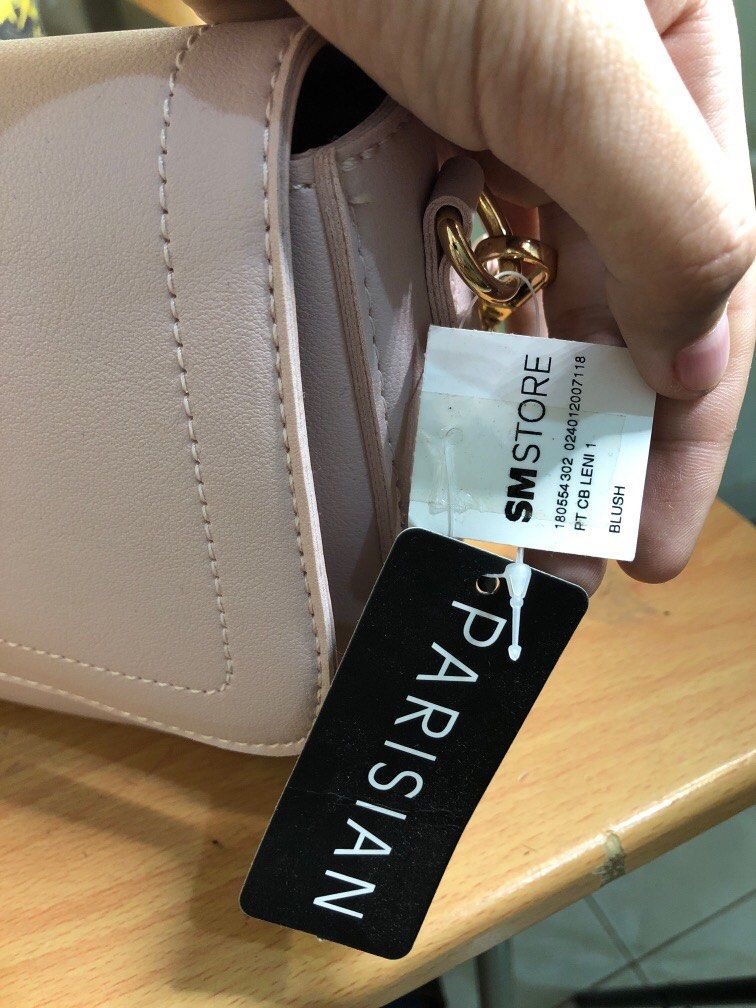 SM STORE
180554302 024012007118
PT CB LENI 1
BLUSH
PARISIAN